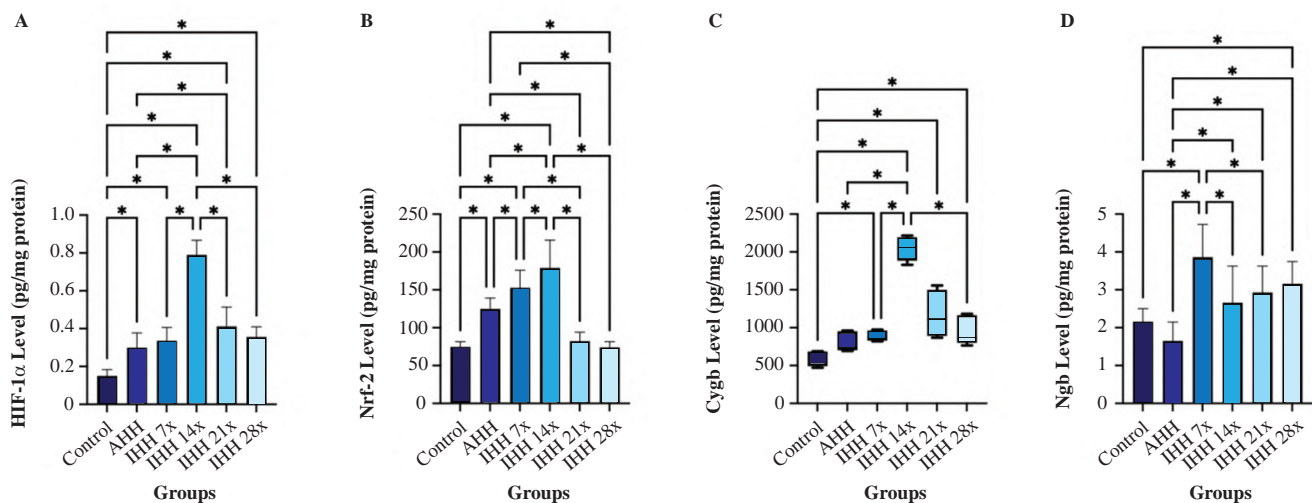 A
HIF-1α Level (pg/mg protein)
1.0
0.8
0.6
0.4
0.2
0
* * * * * * * * * * *
Control
AHH
IHH 7x
IHH 14x
IHH 21x
IHH 28x
Groups
B
Nrf-2 Level (pg/mg protein)
250
200
150
100
50
0
* * * * * * * * * * * *
Control
AHH
IHH 7x
IHH 14x
IHH 21x
IHH 28x
Groups
C
Cygb Level (pg/mg protein)
2500
2000
1500
1000
500
0
* * * * * * *
Control
AHH
IHH 7x
IHH 14x
IHH 21x
IHH 28x
Groups
D
Ngb Level (pg/mg protein)
5
4
3
2
1
0
* * * * * * * *
Control
AHH
IHH 7x
IHH 14x
IHH 21x
IHH 28x
Groups